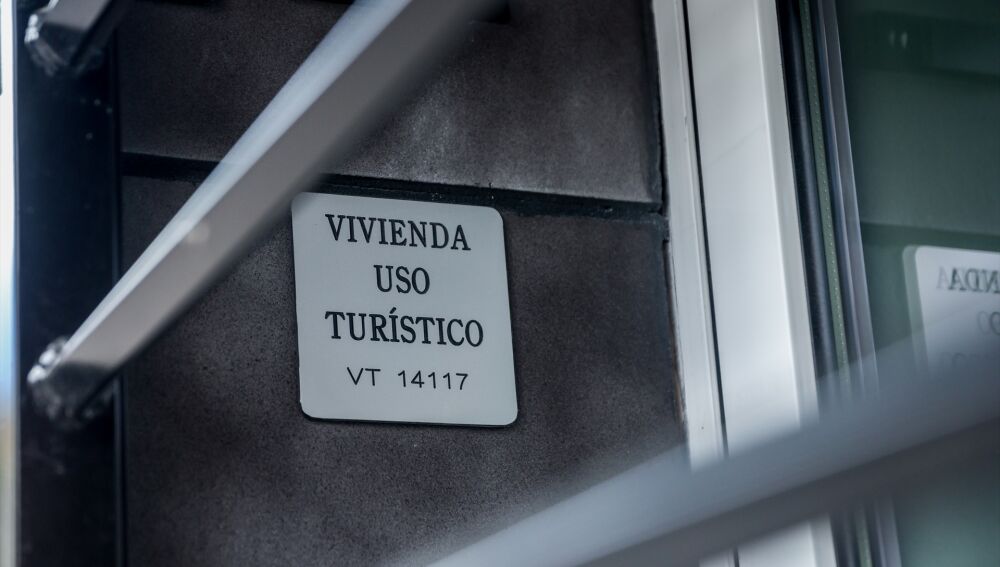 VIVIENDA
USO
TURÍSTICO
VT 14117